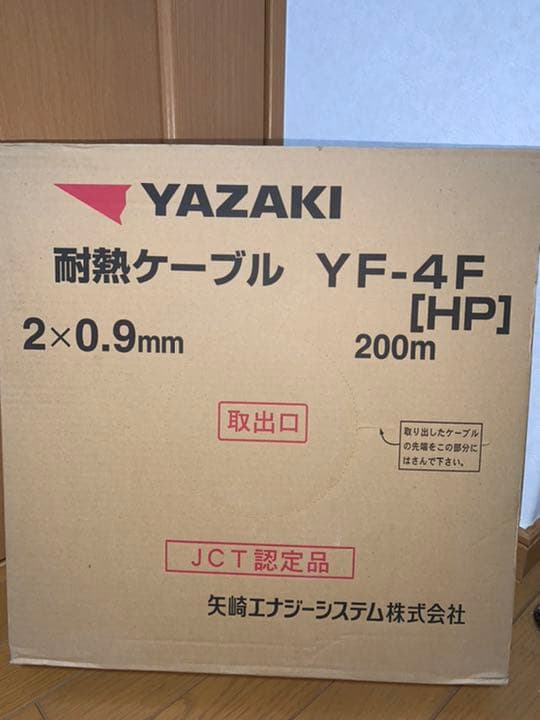 YAZAKI
耐熱ケーブル YF-4F
[HP]
2×0.9mm 200m
取出口
取り出したケーブル
の先端をこの部分に
はさんで下さい。
JCT認定品
矢崎エナジーシステム株式会社